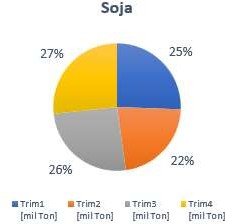 Soja
27%
25%
26%
22%
Trim1 Trim2 Trim3 Trim4
[mil Ton] [mil Ton] [mil Ton] [mil Ton]